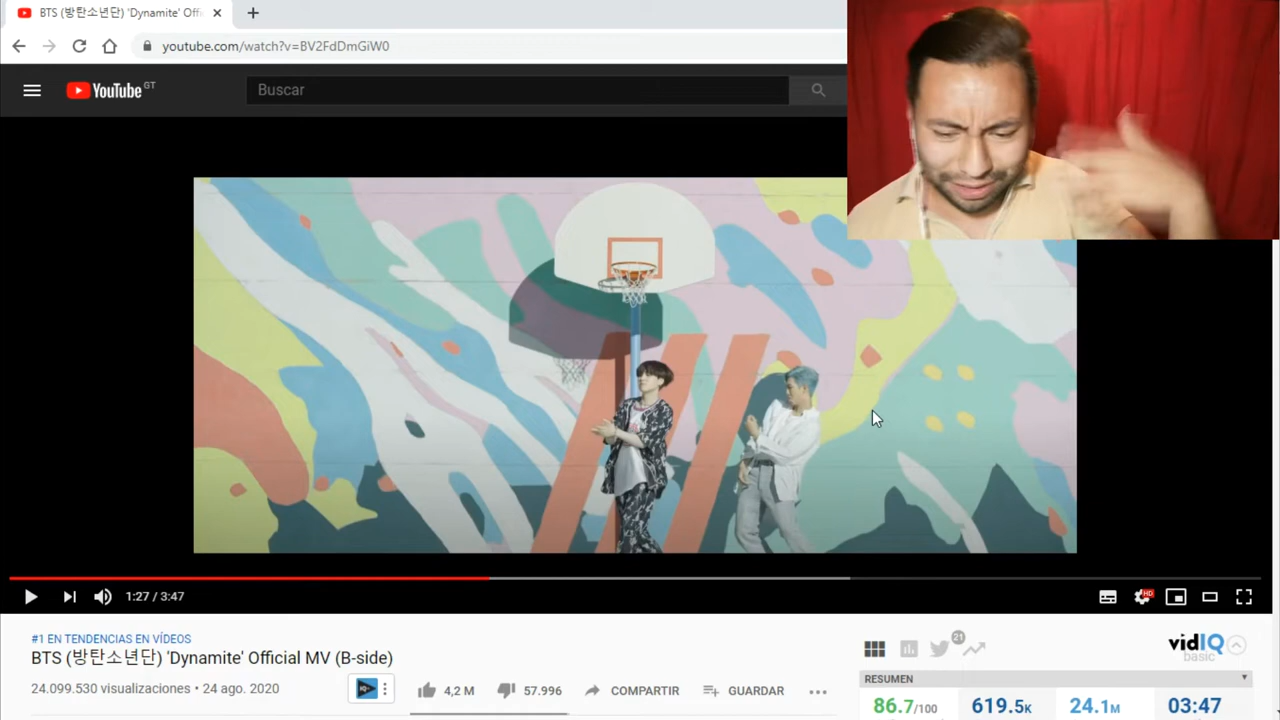 BTS (방탄소년단) 'Dynamite' Offi
youtube.com/watch?v=BV2FdDmGiW0
YouTube GT
Buscar
1:27 / 3:47
HD
#1 EN TENDENCIAS EN VÍDEOS
BTS (방탄소년단) 'Dynamite' Official MV (B-side)
24.099.530 visualizaciones • 24 ago. 2020
4,2 M
57.996
COMPARTIR
GUARDAR
21
vidIQ
basic
RESUMEN
86.7/100
619.5K
24.1M
03:47